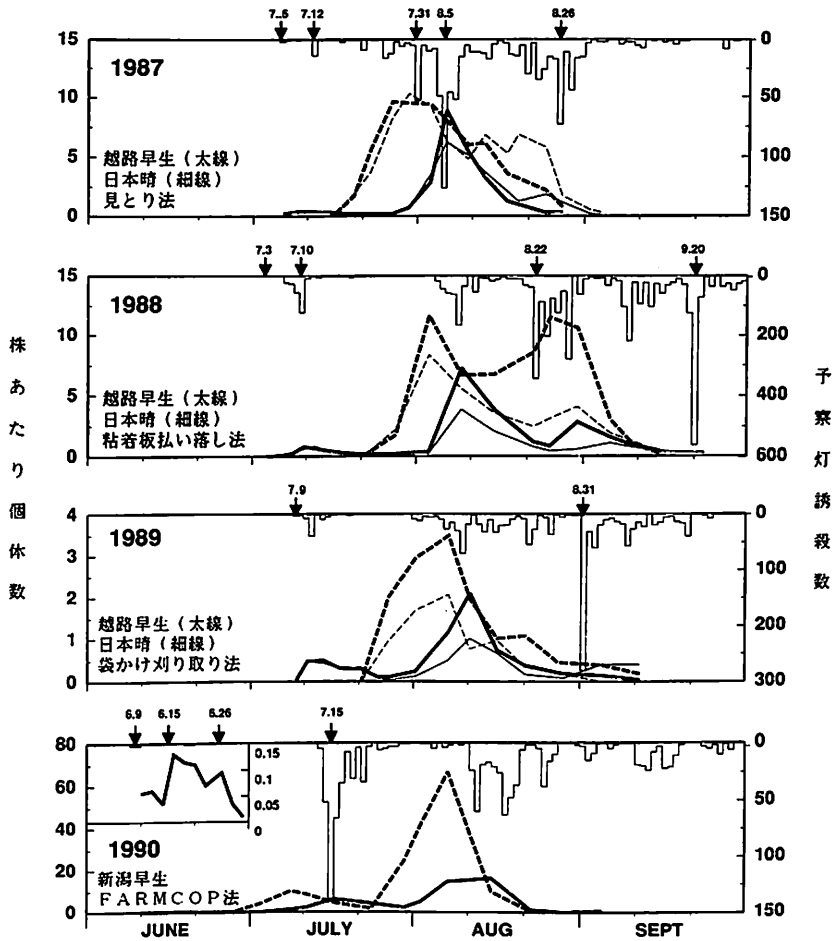 7.5 7.12 7.31 8.5 8.26
15 10 5 0
1987
越路早生(太線)
日本晴(細線)
見とり法
0 50 100 150
7.3 7.10 8.22 9.20
15 10 5 0
1988
越路早生(太線)
日本晴(細線)
粘着板払い落し法
0 200 400 600
株あたり個体数
予察灯誘殺数
7.9 8.31
4 3 2 1 0
1989
越路早生(太線)
日本晴(細線)
袋かけ刈り取り法
0 100 200 300
6.9 6.15 6.26 7.15
80 60 40 20 0
0.15 0.1 0.05 0
1990
新潟早生
FARMCOP法
0 50 100 150
JUNE JULY AUG SEPT